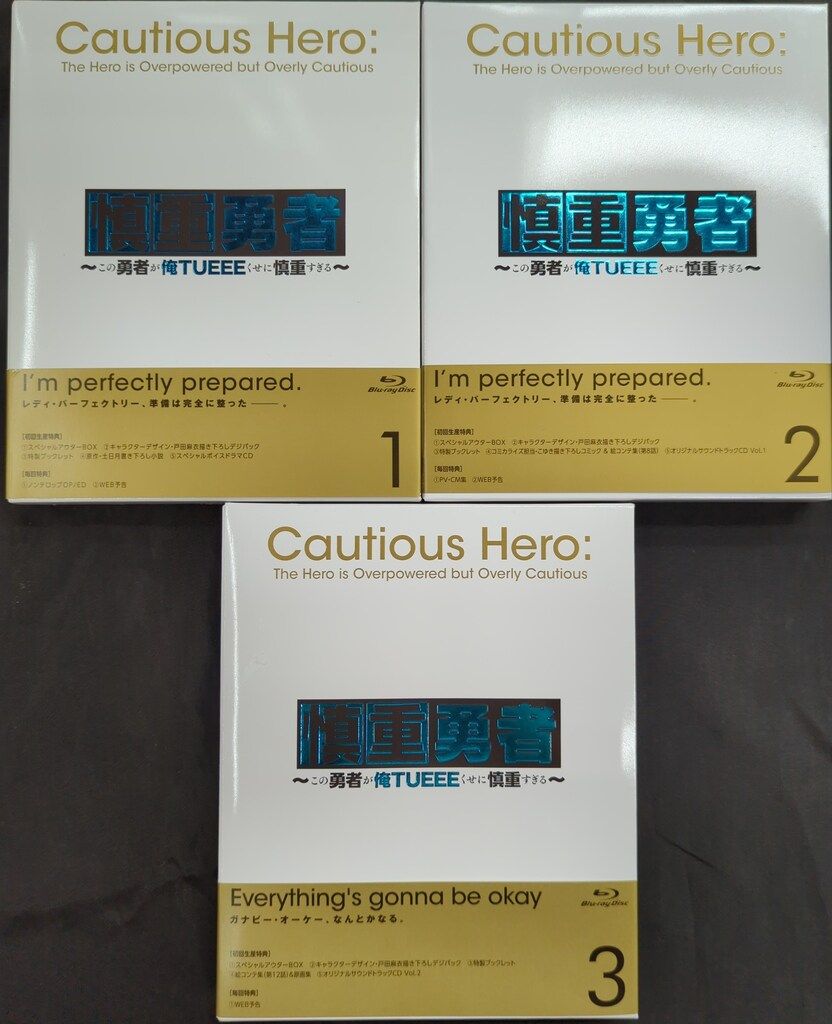 Cautious Hero:
The Hero is Overpowered but Overly Cautious
慎重勇者
～この勇者が俺TUEEEくせに慎重すぎる～
I'm perfectly prepared.
レディ・パーフェクトリー、準備は完全に整った――。
Blu-ray Disc
[初回生産特典]
①スペシャルアウターBOX ②キャラクターデザイン・戸田麻衣描き下ろしデジパック
③特製ブックレット ④原作・土日月書き下ろし小説 ⑤スペシャルボイスドラマCD
[毎回特典]
①ノンテロップOP/ED ②WEB予告
1
Cautious Hero:
The Hero is Overpowered but Overly Cautious
慎重勇者
～この勇者が俺TUEEEくせに慎重すぎる～
I'm perfectly prepared.
レディ・パーフェクトリー、準備は完全に整った――。
Blu-ray Disc
[初回生産特典]
①スペシャルアウターBOX ②キャラクターデザイン・戸田麻衣描き下ろしデジパック
③特製ブックレット ④コミカライズ担当・こゆき描き下ろしコミック & 絵コンテ集(第8話) ⑤オリジナルサウンドトラックCD Vol.1
[毎回特典]
①PV・CM集 ②WEB予告
2
Cautious Hero:
The Hero is Overpowered but Overly Cautious
慎重勇者
～この勇者が俺TUEEEくせに慎重すぎる～
Everything's gonna be okay
ガナビー・オーケー、なんとかなる。
Blu-ray Disc
[初回生産特典]
①スペシャルアウターBOX ②キャラクターデザイン・戸田麻衣描き下ろしデジパック ③特製ブックレット
④絵コンテ集(第12話)&原画集 ⑤オリジナルサウンドトラックCD Vol.2
[毎回特典]
①WEB予告
3